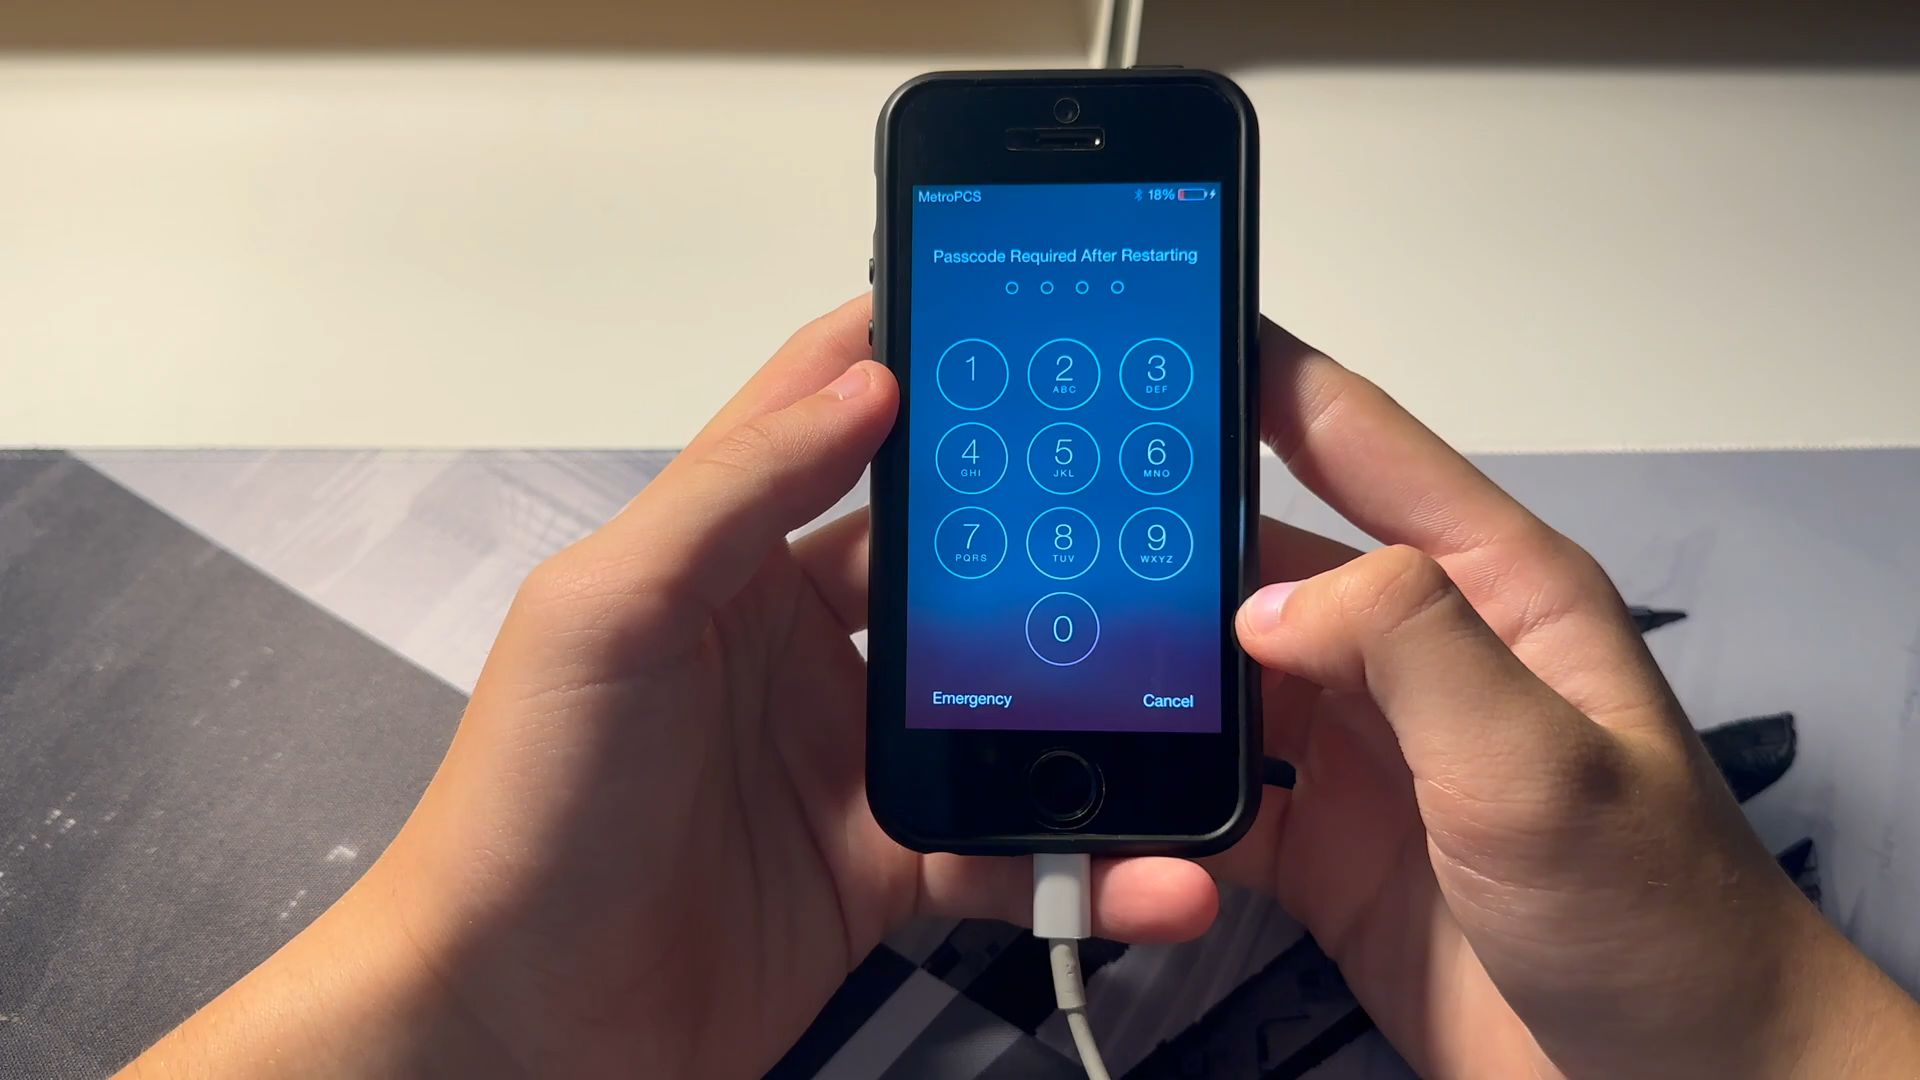 MetroPCS 18%
Passcode Required After Restarting
1 2 3
ABC DEF
4 5 6
GHI JKL MNO
7 8 9
PQRS TUV WXYZ
0
Emergency Cancel